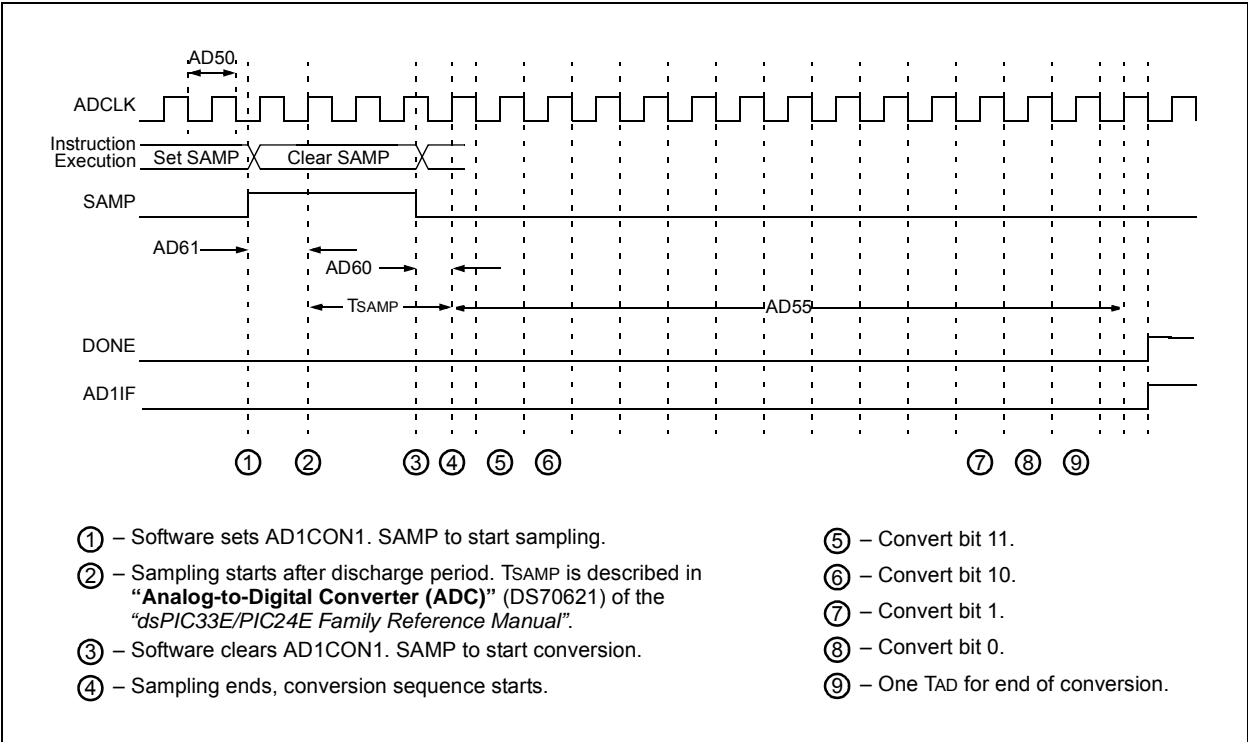 AD50
ADCLK
Instruction
Execution
Set SAMP
Clear SAMP
SAMP
AD61
AD60
TSAMP
AD55
DONE
AD1IF
1 2 3 4 5 6 7 8 9
1 – Software sets AD1CON1. SAMP to start sampling.
2 – Sampling starts after discharge period. TSAMP is described in
“Analog-to-Digital Converter (ADC)” (DS70621) of the
“dsPIC33E/PIC24E Family Reference Manual”.
3 – Software clears AD1CON1. SAMP to start conversion.
4 – Sampling ends, conversion sequence starts.
5 – Convert bit 11.
6 – Convert bit 10.
7 – Convert bit 1.
8 – Convert bit 0.
9 – One TAD for end of conversion.